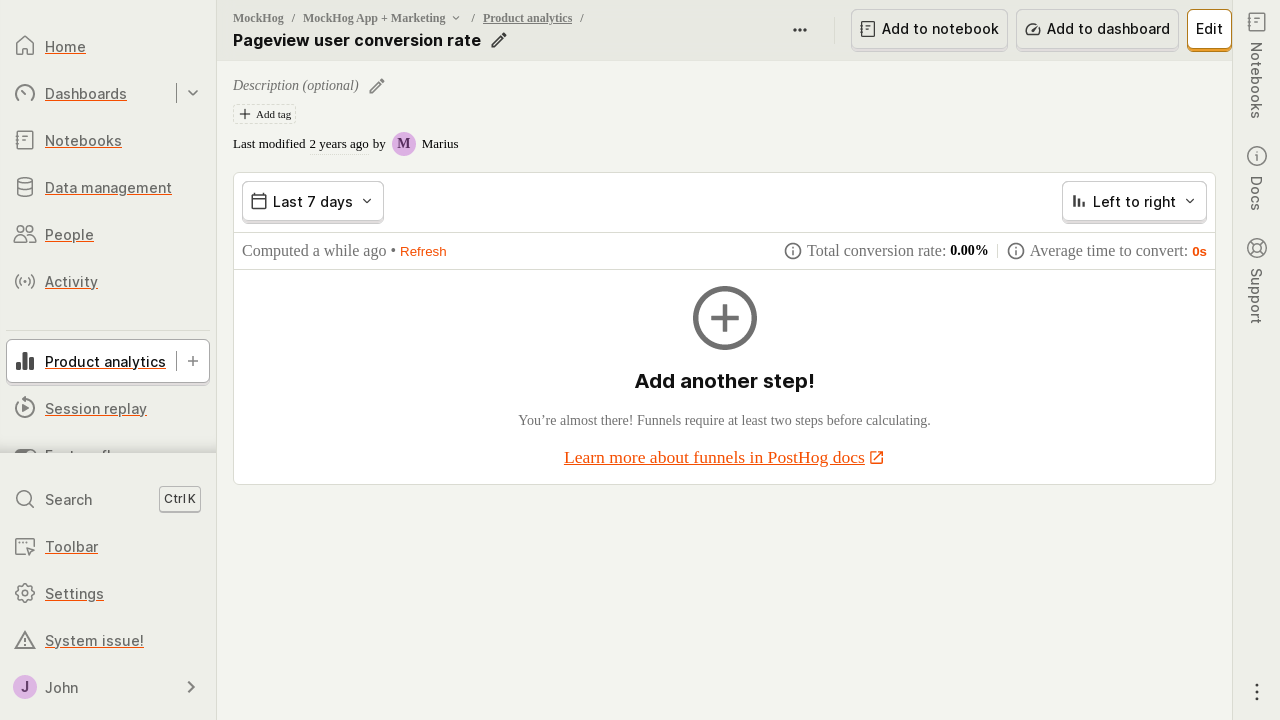 Home
Dashboards
Notebooks
Data management
People
Activity
Product analytics
Session replay
Search
Ctrl K
Toolbar
Settings
System issue!
J
John
MockHog / MockHog App + Marketing / Product analytics /
Pageview user conversion rate
Add to notebook
Add to dashboard
Edit
Description (optional)
Add tag
Last modified 2 years ago by M Marius
Last 7 days
Left to right
Computed a while ago • Refresh
Total conversion rate: 0.00%
Average time to convert: 0s
Add another step!
You’re almost there! Funnels require at least two steps before calculating.
Learn more about funnels in PostHog docs
Notebooks
Docs
Support